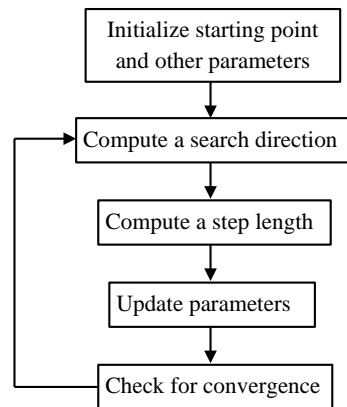 Initialize starting point
and other parameters
Compute a search direction
Compute a step length
Update parameters
Check for convergence